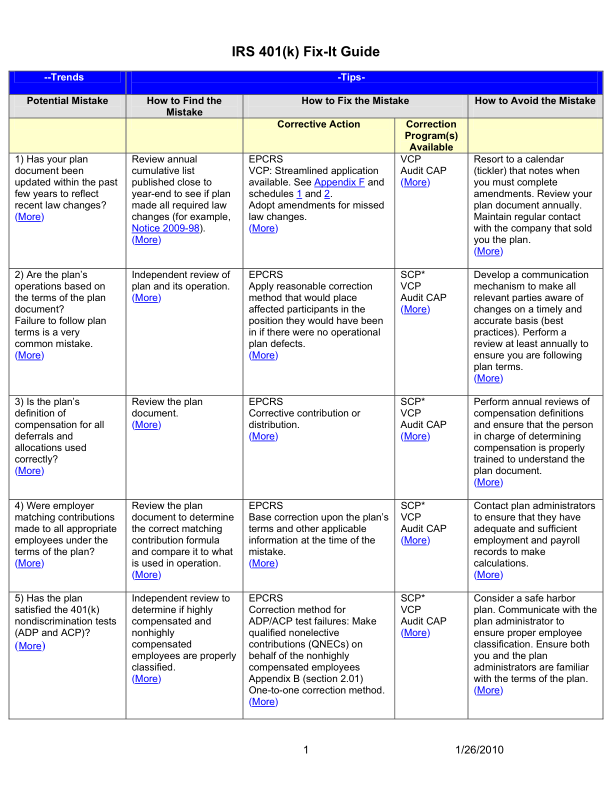 IRS 401(k) Fix-It Guide
--Trends
-Tips-
Potential Mistake
How to Find the
Mistake
How to Fix the Mistake
How to Avoid the Mistake
Corrective Action
Correction
Program(s)
Available
1) Has your plan
document been
updated within the past
few years to reflect
recent law changes?
(More)
Review annual
cumulative list
published close to
year-end to see if plan
made all required law
changes (for example,
Notice 2009-98).
(More)
EPCRS
VCP: Streamlined application
available. See Appendix F and
schedules 1 and 2.
Adopt amendments for missed
law changes.
(More)
VCP
Audit CAP
(More)
Resort to a calendar
(tickler) that notes when
you must complete
amendments. Review your
plan document annually.
Maintain regular contact
with the company that sold
you the plan.
(More)
2) Are the plan's
operations based on
the terms of the plan
document?
Failure to follow plan
terms is a very
common mistake.
(More)
Independent review of
plan and its operation.
(More)
EPCRS
Apply reasonable correction
method that would place
affected participants in the
position they would have been
in if there were no operational
plan defects.
(More)
SCP*
VCP
Audit CAP
(More)
Develop a communication
mechanism to make all
relevant parties aware of
changes on a timely and
accurate basis (best
practices). Perform a
review at least annually to
ensure you are following
plan terms.
(More)
3) Is the plan's
definition of
compensation for all
deferrals and
allocations used
correctly?
(More)
Review the plan
document.
(More)
EPCRS
Corrective contribution or
distribution.
(More)
SCP*
VCP
Audit CAP
(More)
Perform annual reviews of
compensation definitions
and ensure that the person
in charge of determining
compensation is properly
trained to understand the
plan document.
(More)
4) Were employer
matching contributions
made to all appropriate
employees under the
terms of the plan?
(More)
Review the plan
document to determine
the correct matching
contribution formula
and compare it to what
is used in operation.
(More)
EPCRS
Base correction upon the plan's
terms and other applicable
information at the time of the
mistake.
(More)
SCP*
VCP
Audit CAP
(More)
Contact plan administrators
to ensure that they have
adequate and sufficient
employment and payroll
records to make
calculations.
(More)
5) Has the plan
satisfied the 401(k)
nondiscrimination tests
(ADP and ACP)?
(More)
Independent review to
determine if highly
compensated and
nonhighly
compensated
employees are properly
classified.
(More)
EPCRS
Correction method for
ADP/ACP test failures: Make
qualified nonelective
contributions (QNECs) on
behalf of the nonhighly
compensated employees
Appendix B (section 2.01)
One-to-one correction method.
(More)
SCP*
VCP
Audit CAP
(More)
Consider a safe harbor
plan. Communicate with the
plan administrator to
ensure proper employee
classification. Ensure both
you and the plan
administrators are familiar
with the terms of the plan.
(More)
1
1/26/2010